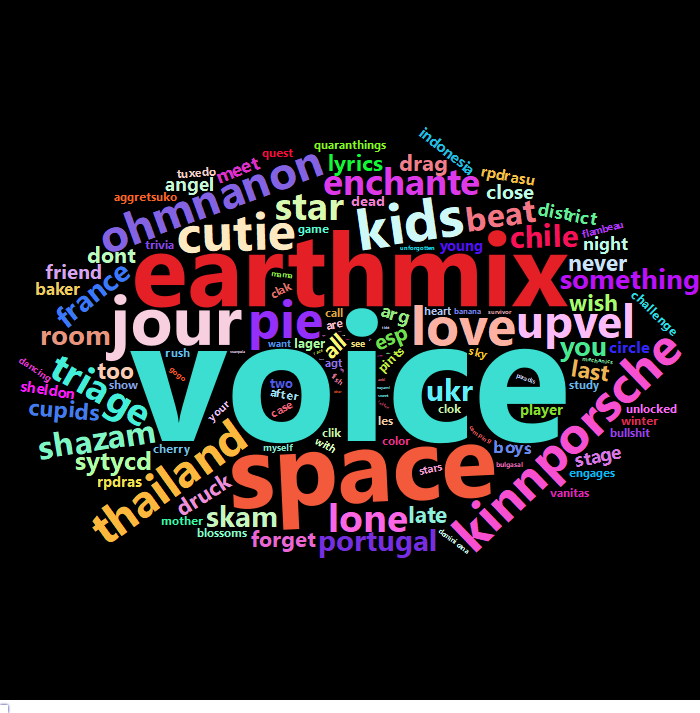 indonesia
quaranthings
quest
lyrics
drag
rpdrasu
tuxedo
meet
angel
enchante
close
aggretsuko
ohmnanon
star
dead
kids
beat
district
flambeau
cutie
game
trivia
unforgotten
young
chile
night
dont
earthmix
never
friend
mama
something
baker
france
clak
wish
challenge
jour
pie
call
are
all
arg
heart
banana
survivor
love
upvel
room
esp
you
circle
mechanics
rush
want
lager
see
pints
sky
last
dancing
triage
too
gogo
voice
sheldon
show
two
after
ukr
study
kinnporsche
cupids
your
case
clok
player
unlocked
les
winter
shazam
clik
color
bullshit
cherry
myself
with
boys
sytycd
space
stars
bulgasal
stage
engages
rpdras
thailand
druck
vanitas
mother
skam
lone
late
blossoms
forget
portugal
agt